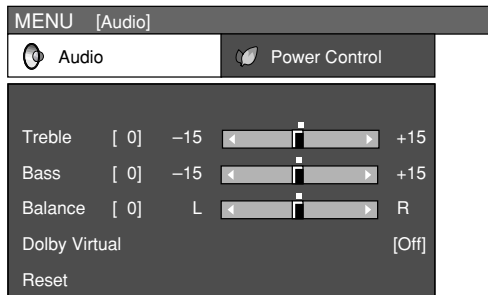 MENU [Audio]
Audio Power Control
Treble [ 0] –15 +15
Bass [ 0] –15 +15
Balance [ 0] L R
Dolby Virtual [Off]
Reset